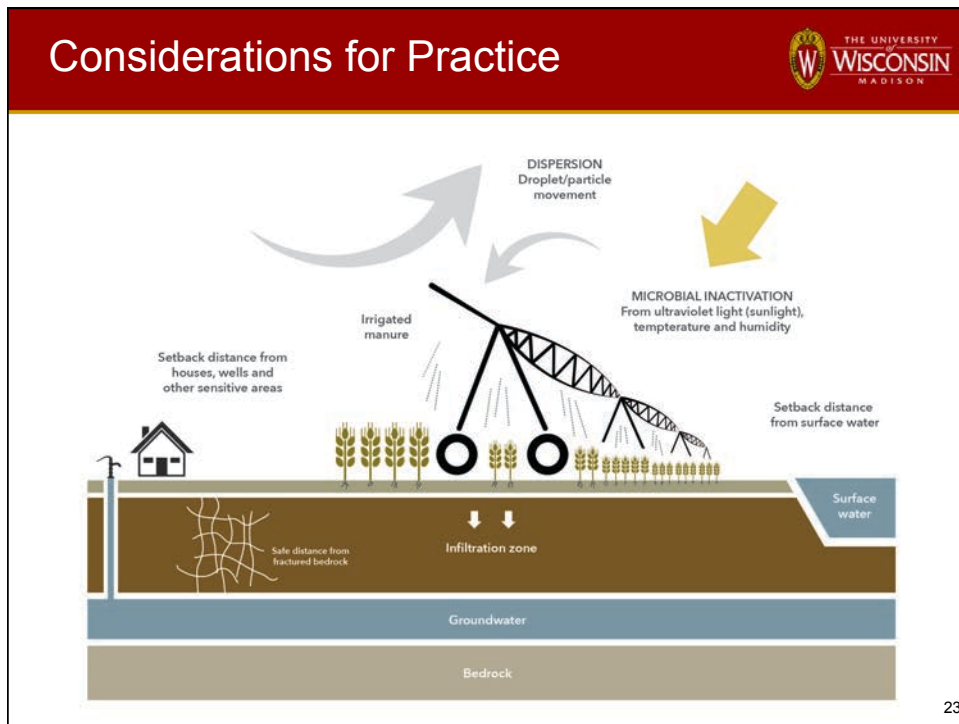 Considerations for Practice
THE UNIVERSITY
of
WISCONSIN
MADISON
W
DISPERSION
Droplet/particle
movement
MICROBIAL INACTIVATION
From ultraviolet light (sunlight),
tempterature and humidity
Irrigated
manure
Setback distance from
houses, wells and
other sensitive areas
Setback distance
from surface water
Surface
water
Safe distance from
fractured bedrock
Infiltration zone
Groundwater
Bedrock
23